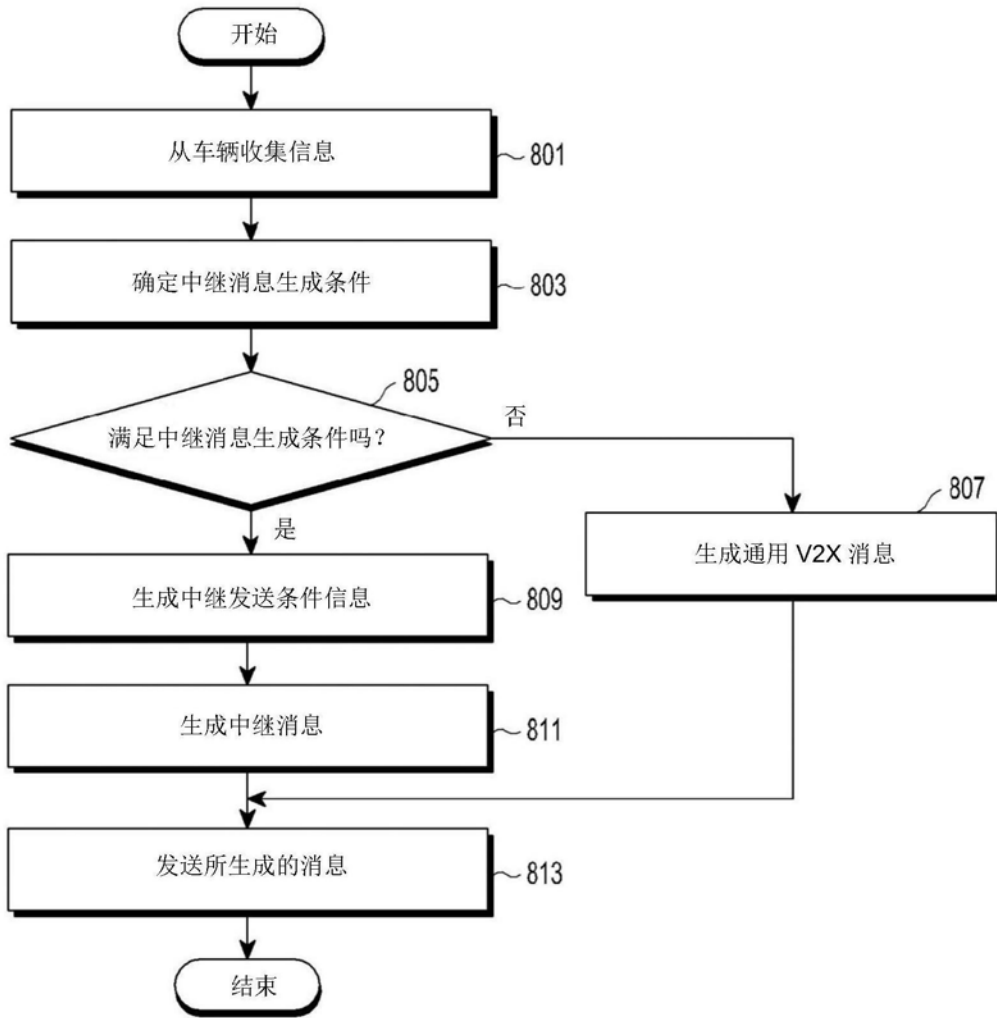 开始
从车辆收集信息
801
确定中继消息生成条件
803
805
满足中继消息生成条件吗?
否
是
807
生成通用 V2X 消息
生成中继发送条件信息
809
生成中继消息
811
发送所生成的消息
813
结束